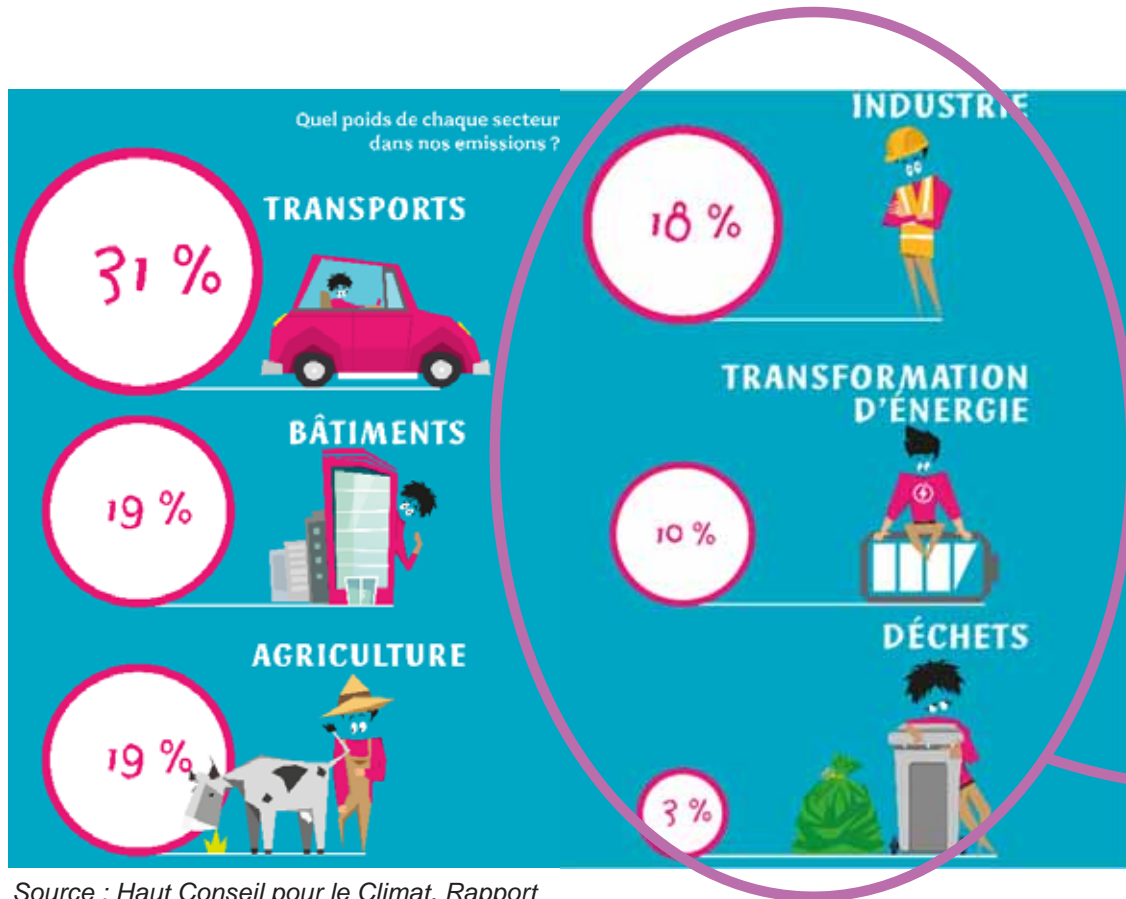 Quel poids de chaque secteur
dans nos emissions ?
TRANSPORTS
31 %
BÂTIMENTS
19 %
AGRICULTURE
19 %
INDUSTRIE
18 %
TRANSFORMATION
D'ÉNERGIE
10 %
DÉCHETS
3 %
Source : Haut Conseil pour le Climat, Rapport